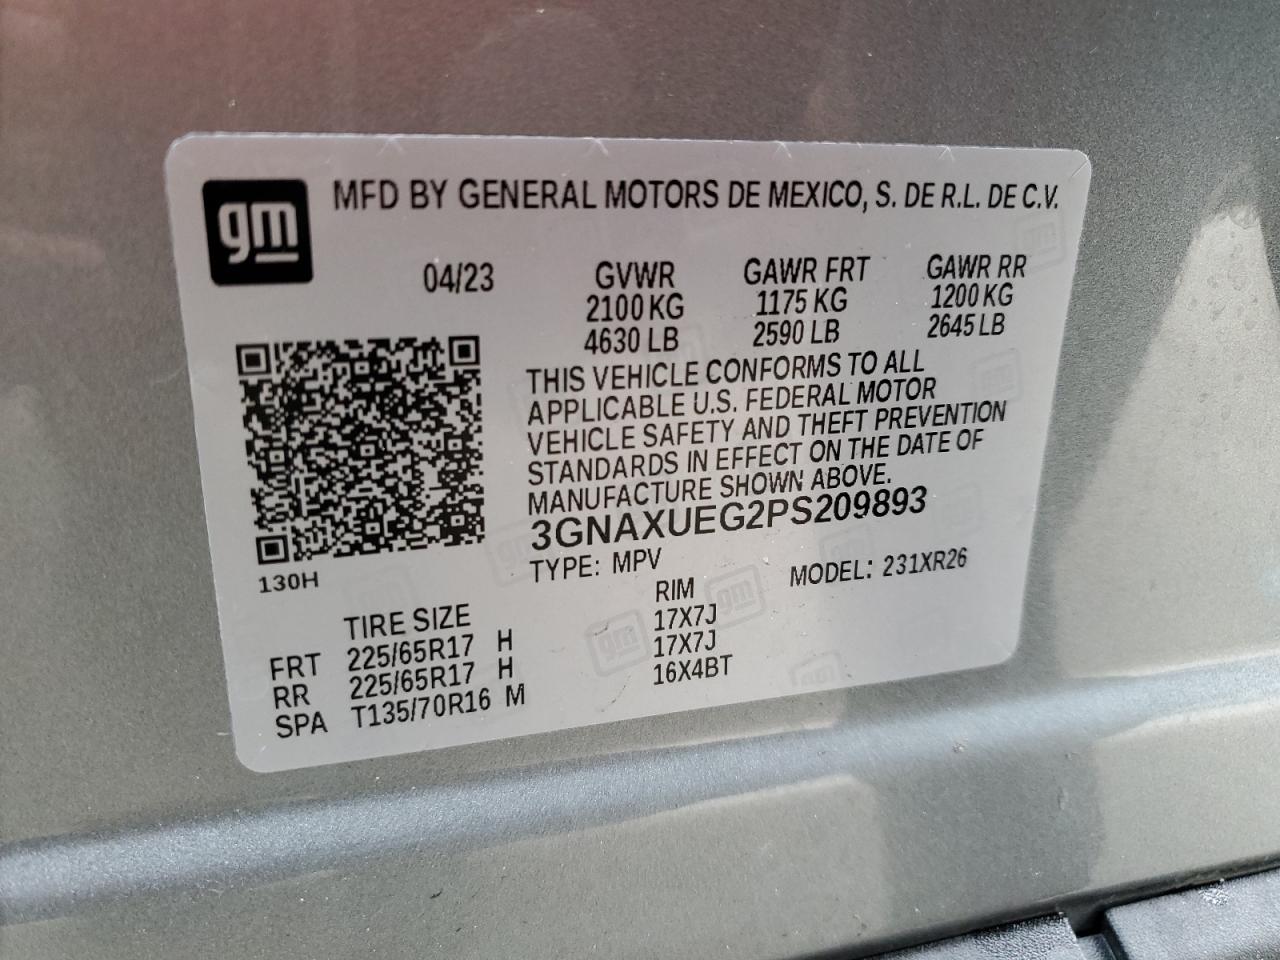 gm
MFD BY GENERAL MOTORS DE MEXICO, S. DE R.L. DE C.V.
04/23 GVWR GAWR FRT GAWR RR
2100 KG 1175 KG 1200 KG
4630 LB 2590 LB 2645 LB
THIS VEHICLE CONFORMS TO ALL
APPLICABLE U.S. FEDERAL MOTOR
VEHICLE SAFETY AND THEFT PREVENTION
STANDARDS IN EFFECT ON THE DATE OF
MANUFACTURE SHOWN ABOVE.
3GNAXUEG2PS209893
TYPE: MPV MODEL: 231XR26
130H
TIRE SIZE RIM
FRT 225/65R17 H 17X7J
RR 225/65R17 H 17X7J
SPA T135/70R16 M 16X4BT